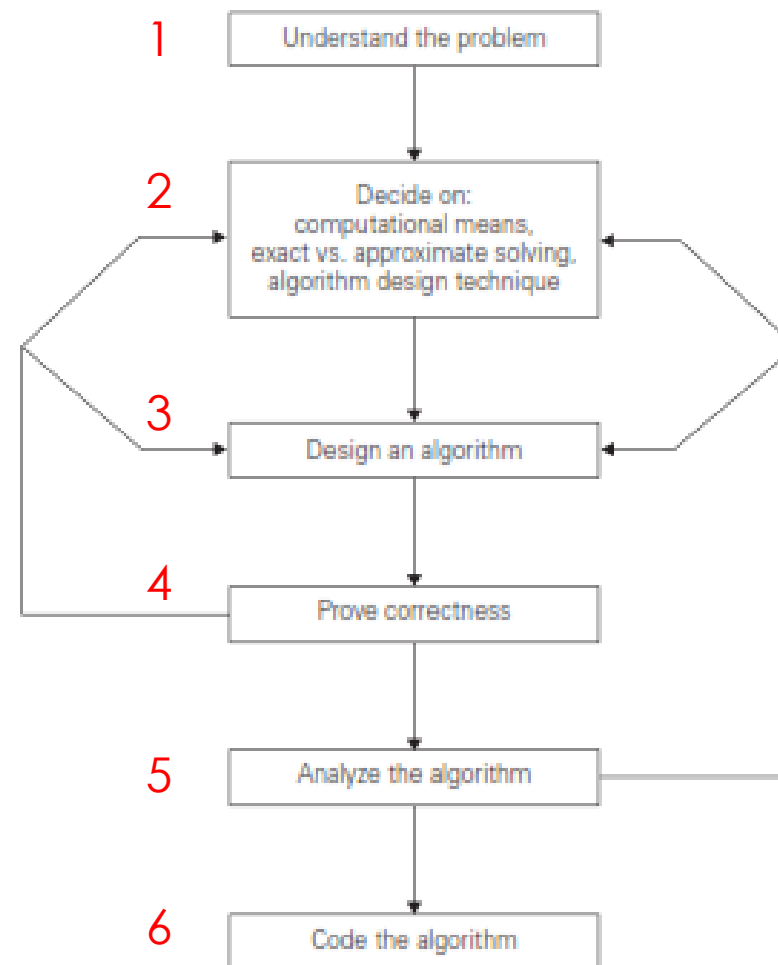 1
Understand the problem
2
Decide on:
computational means,
exact vs. approximate solving,
algorithm design technique
3
Design an algorithm
4
Prove correctness
5
Analyze the algorithm
6
Code the algorithm